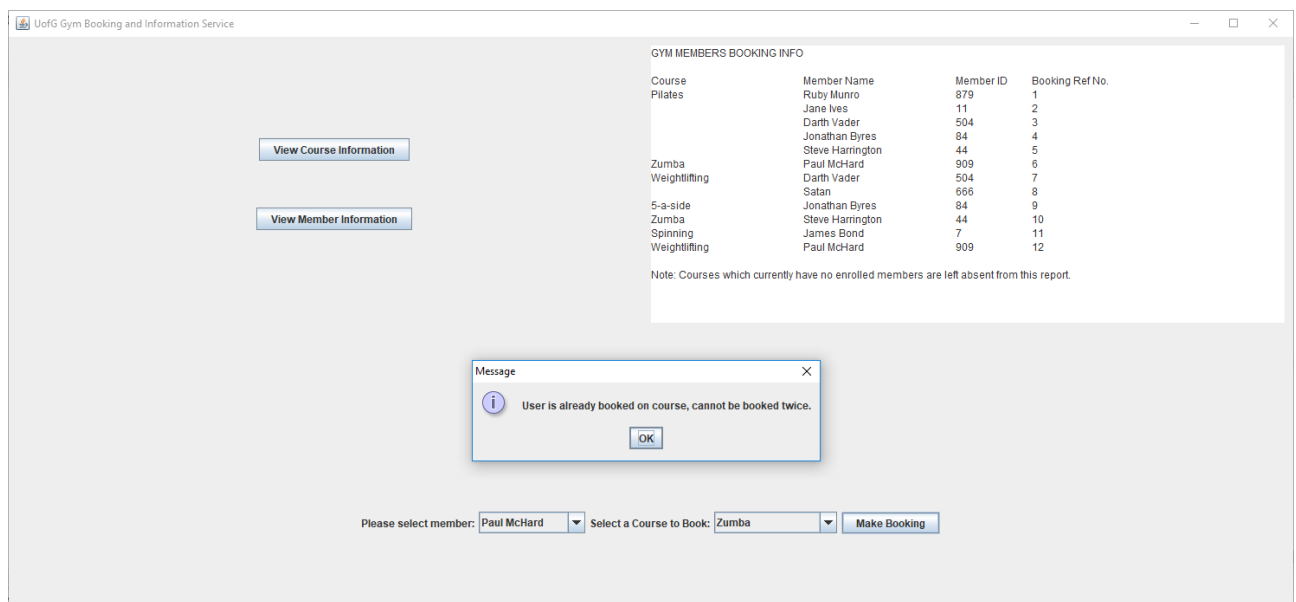 UofG Gym Booking and Information Service
View Course Information
View Member Information
GYM MEMBERS BOOKING INFO
Course Member Name Member ID Booking Ref No.
Pilates Ruby Munro 879 1
Jane Ives 11 2
Darth Vader 504 3
Jonathan Byres 84 4
Steve Harrington 44 5
Zumba Paul McHard 909 6
Weightlifting Darth Vader 504 7
Satan 666 8
5-a-side Jonathan Byres 84 9
Zumba Steve Harrington 44 10
Spinning James Bond 7 11
Weightlifting Paul McHard 909 12
Note: Courses which currently have no enrolled members are left absent from this report.
Message
User is already booked on course, cannot be booked twice.
OK
Please select member: Paul McHard Select a Course to Book: Zumba Make Booking